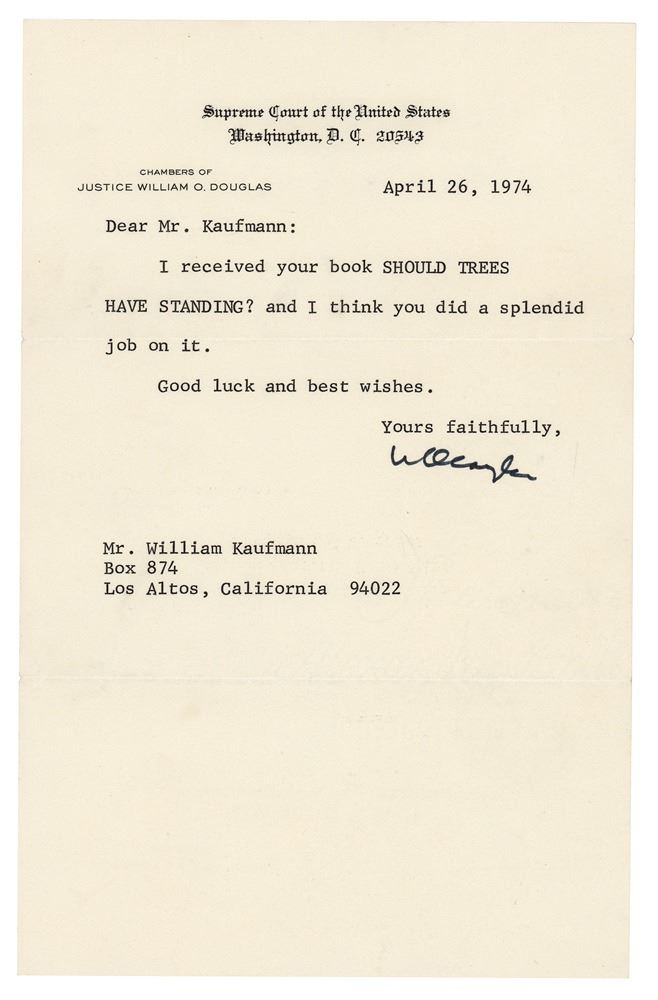 Supreme Court of the United States
Washington, D. C. 20543
CHAMBERS OF
JUSTICE WILLIAM O. DOUGLAS
April 26, 1974
Dear Mr. Kaufmann:
I received your book SHOULD TREES
HAVE STANDING? and I think you did a splendid
job on it.
Good luck and best wishes.
Yours faithfully,
WODouglas
Mr. William Kaufmann
Box 874
Los Altos, California 94022